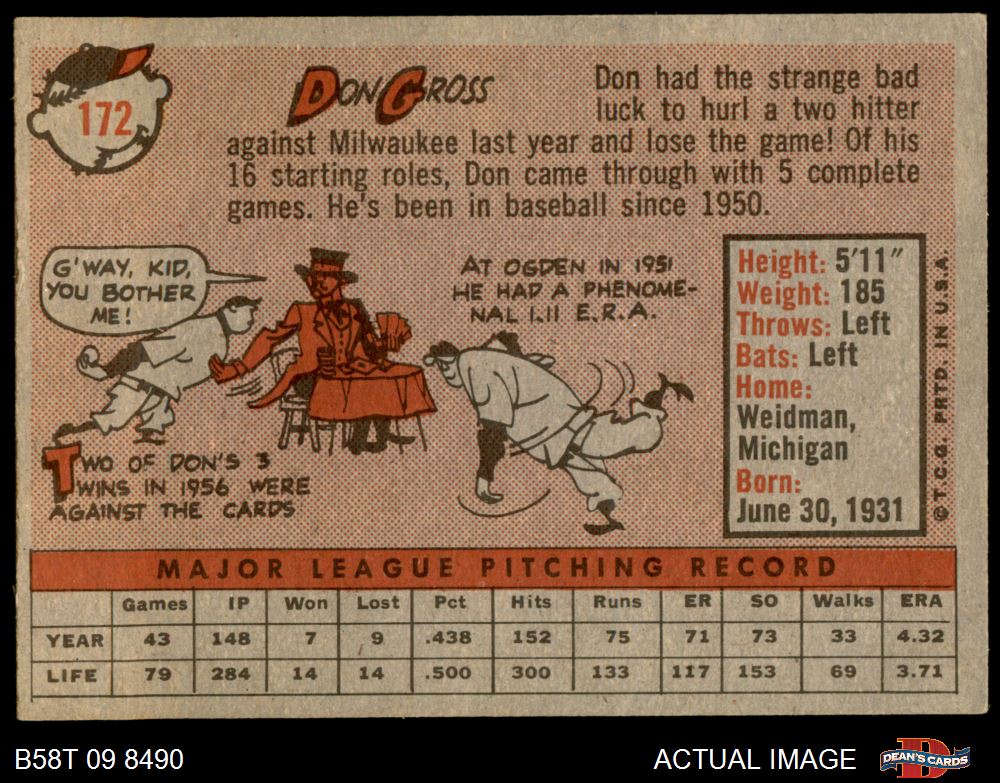 172
DON GROSS
Don had the strange bad
luck to hurl a two hitter
against Milwaukee last year and lose the game! Of his
16 starting roles, Don came through with 5 complete
games. He's been in baseball since 1950.
G'WAY, KID,
YOU BOTHER
ME!
AT OGDEN IN 1951
HE HAD A PHENOME-
NAL 1.11 E.R.A.
TWO OF DON'S 3
WINS IN 1956 WERE
AGAINST THE CARDS
Height: 5'11"
Weight: 185
Throws: Left
Bats: Left
Home:
Weidman,
Michigan
Born:
June 30, 1931
© T.C.G. PRTD. IN U.S.A.
MAJOR LEAGUE PITCHING RECORD
Games IP Won Lost Pct Hits Runs ER SO Walks ERA
YEAR 43 148 7 9 .438 152 75 71 73 33 4.32
LIFE 79 284 14 14 .500 300 133 117 153 69 3.71
B58T 09 8490
ACTUAL IMAGE
DEAN'S CARDS